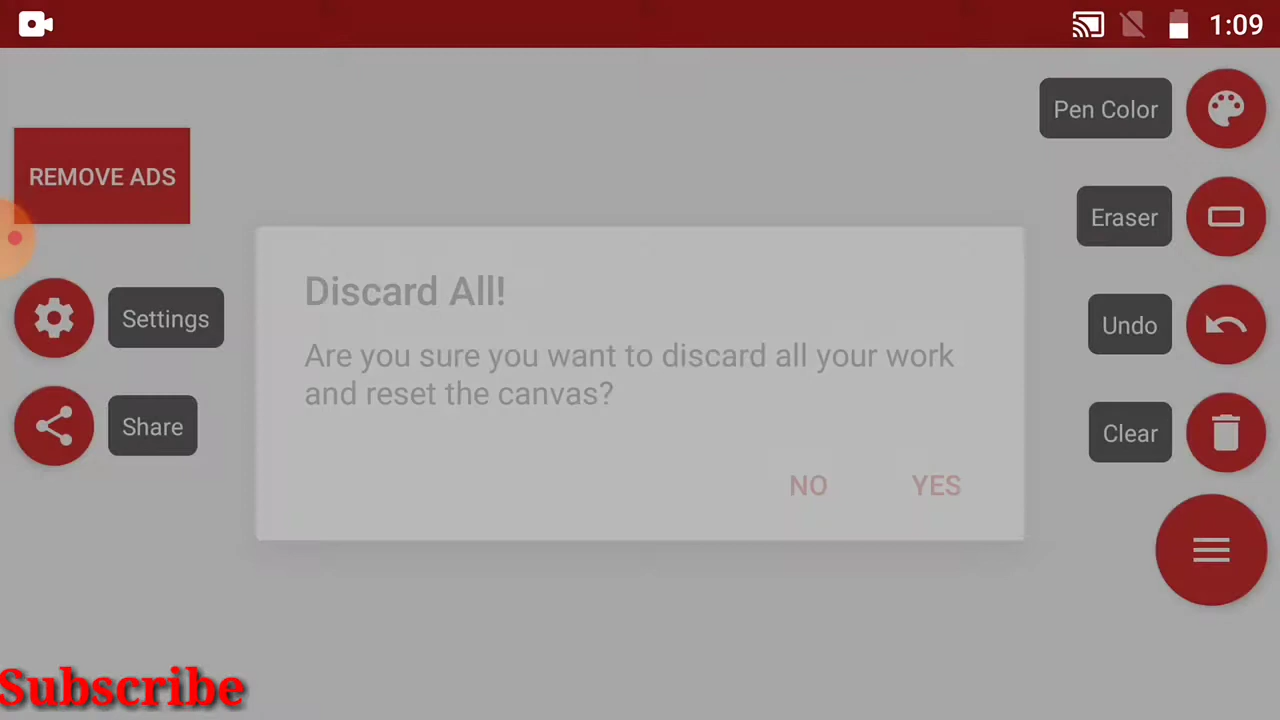 1:09
Pen Color
REMOVE ADS
Eraser
Discard All!
Settings
Undo
Are you sure you want to discard all your work
and reset the canvas?
Share
Clear
NO YES
Subscribe